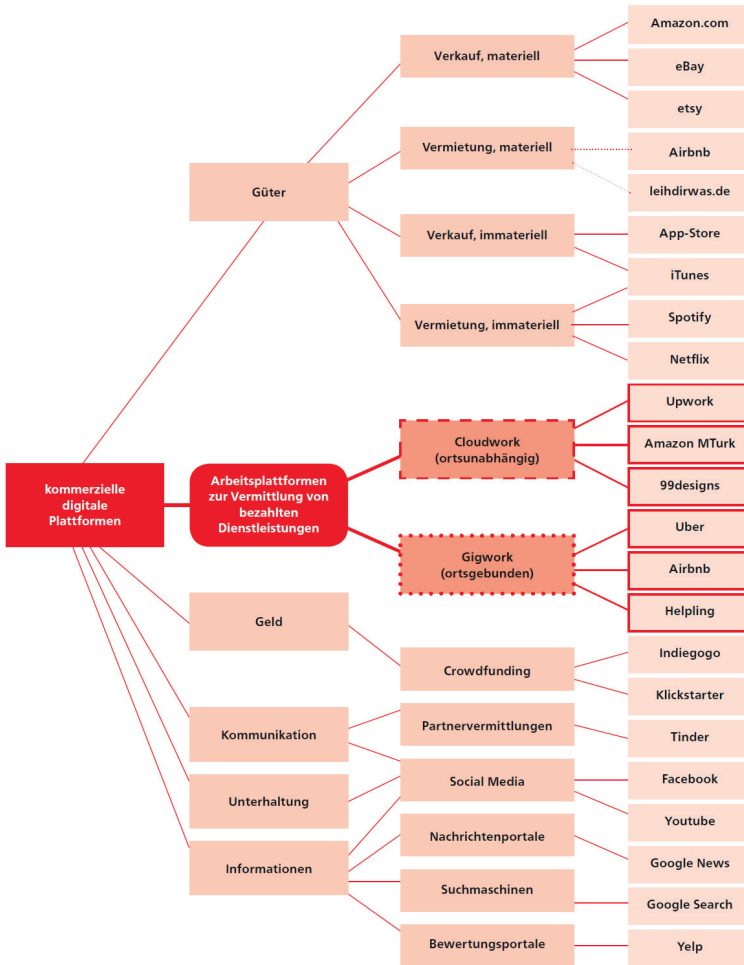 Amazon.com
Verkauf, materiell
eBay
etsy
Vermietung, materiell
Airbnb
Güter
leihdirwas.de
Verkauf, immateriell
App-Store
iTunes
Vermietung, immateriell
Spotify
Netflix
Upwork
Cloudwork
(ortsunabhängig)
Amazon MTurk
99designs
kommerzielle
digitale
Plattformen
Arbeitsplattformen
zur Vermittlung von
bezahlten
Dienstleistungen
Uber
Gigwork
(ortsgebunden)
Airbnb
Helpling
Geld
Indiegogo
Crowdfunding
Klickstarter
Kommunikation
Partnervermittlungen
Tinder
Unterhaltung
Social Media
Facebook
Youtube
Nachrichtenportale
Informationen
Google News
Suchmaschinen
Google Search
Bewertungsportale
Yelp